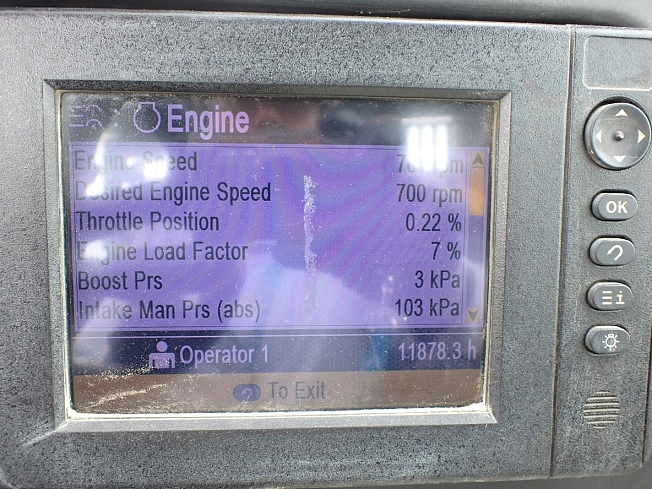 Engine
Engine Speed rpm
Desired Engine Speed 700 rpm
Throttle Position 0.22 %
Engine Load Factor 7 %
Boost Prs 3 kPa
Intake Man Prs (abs) 103 kPa
Operator 1 11878.3 h
To Exit
OK
i